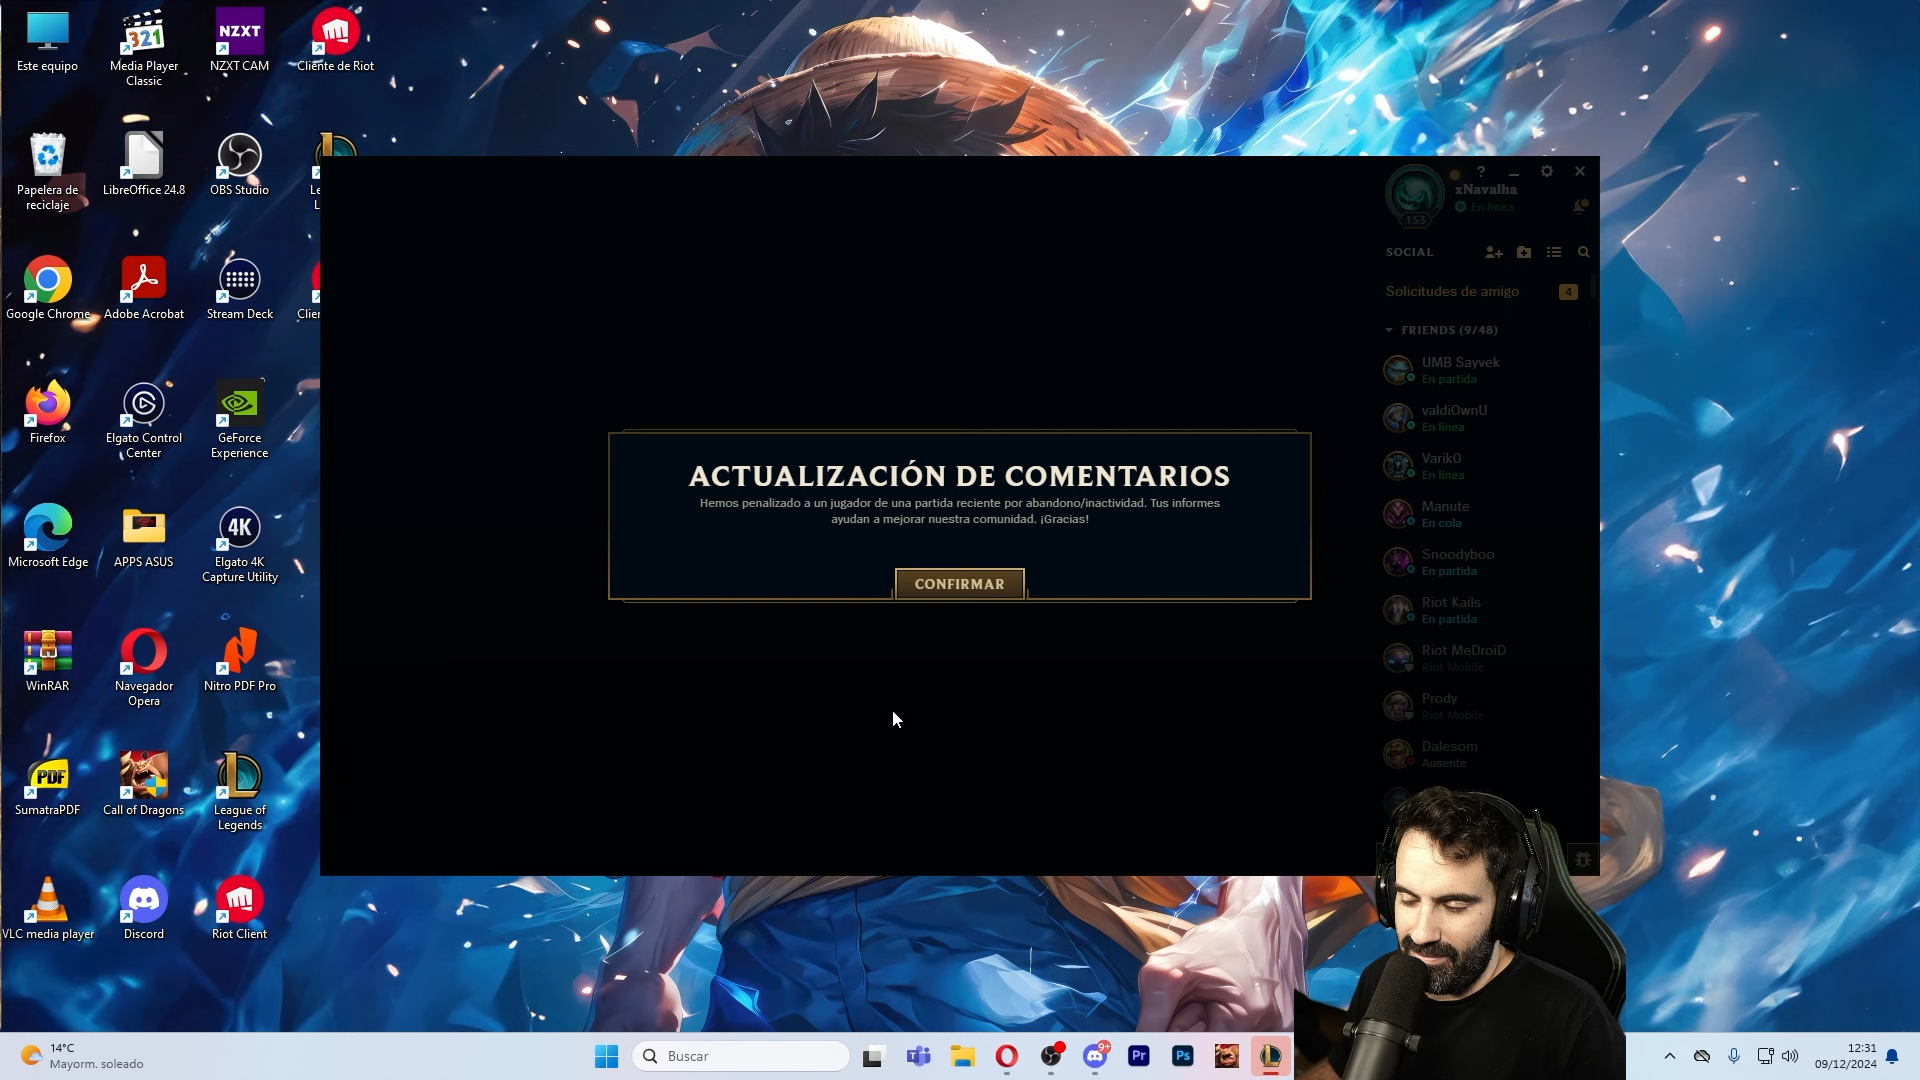 Este equipo
Media Player
Classic
NZXT
NZXT CAM
Cliente de Riot
321
Papelera de
reciclaje
LibreOffice 24.8
OBS Studio
Le
L
Google Chrome
Adobe Acrobat
Stream Deck
Clien
Firefox
Elgato Control
Center
GeForce
Experience
Microsoft Edge
APPS ASUS
4K
Elgato 4K
Capture Utility
WinRAR
Navegador
Opera
Nitro PDF Pro
PDF
SumatraPDF
Call of Dragons
League of
Legends
VLC media player
Discord
Riot Client
?
xNavalha
En línea
153
SOCIAL
Solicitudes de amigo
4
FRIENDS (9/48)
UMB Sayvek
En partida
valdiOwnU
En línea
VarikO
En línea
Manute
En cola
Snoodyboo
En partida
Riot Kails
En partida
Riot MeDroiD
Riot Mobile
Prody
Riot Mobile
Dalesom
Ausente
ACTUALIZACIÓN DE COMENTARIOS
Hemos penalizado a un jugador de una partida reciente por abandono/inactividad. Tus informes
ayudan a mejorar nuestra comunidad. ¡Gracias!
CONFIRMAR
14°C
Mayorm. soleado
Buscar
9+
Pr
Ps
12:31
09/12/2024